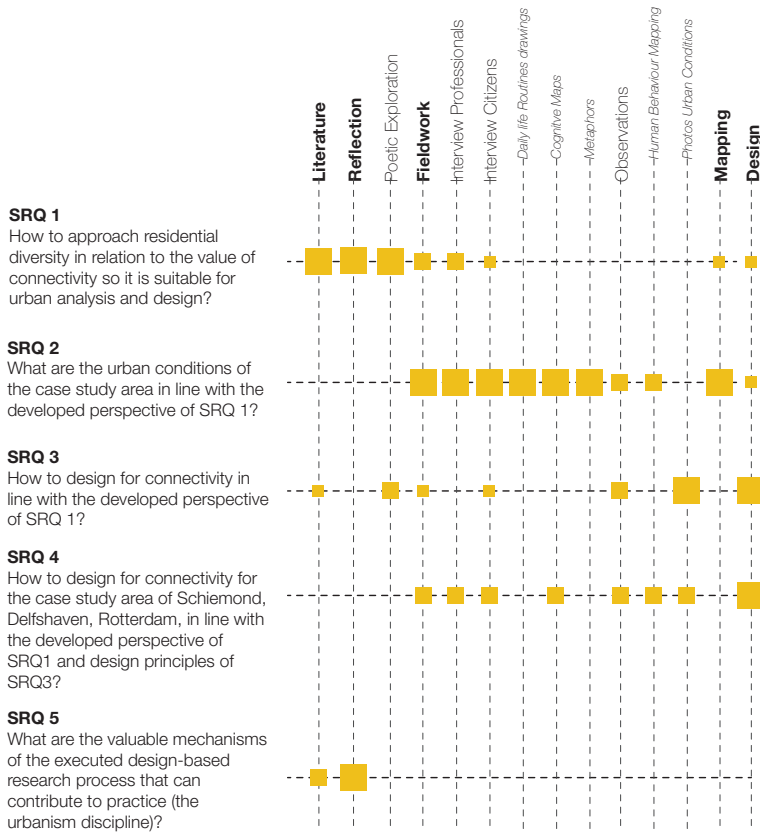 Literature
Reflection
Poetic Exploration
Fieldwork
Interview Professionals
Interview Citizens
Daily life Routines drawings
Cognitve Maps
Metaphors
Observations
Human Behaviour Mapping
Photos Urban Conditions
Mapping
Design
SRQ 1
How to approach residential
diversity in relation to the value of
connectivity so it is suitable for
urban analysis and design?
SRQ 2
What are the urban conditions of
the case study area in line with the
developed perspective of SRQ 1?
SRQ 3
How to design for connectivity in
line with the developed perspective
of SRQ 1?
SRQ 4
How to design for connectivity for
the case study area of Schiemond,
Delfshaven, Rotterdam, in line with
the developed perspective of
SRQ1 and design principles of
SRQ3?
SRQ 5
What are the valuable mechanisms
of the executed design-based
research process that can
contribute to practice (the
urbanism discipline)?